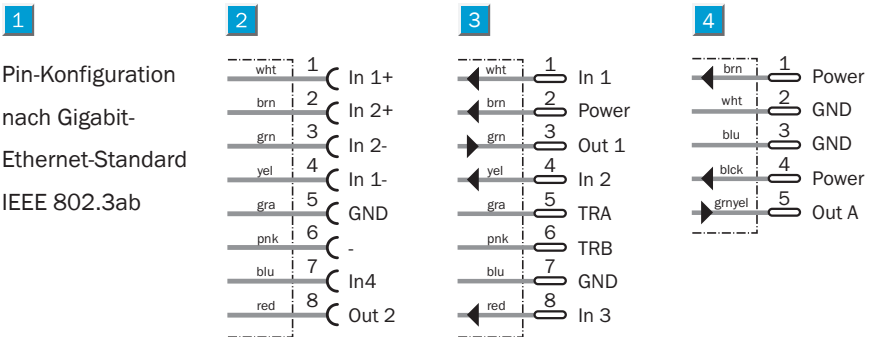 1
Pin-Konfiguration
nach Gigabit-
Ethernet-Standard
IEEE 802.3ab
2
wht 1 In 1+
brn 2 In 2+
grn 3 In 2-
yel 4 In 1-
gra 5 GND
pnk 6 -
blu 7 In4
red 8 Out 2
3
wht 1 In 1
brn 2 Power
grn 3 Out 1
yel 4 In 2
gra 5 TRA
pnk 6 TRB
blu 7 GND
red 8 In 3
4
brn 1 Power
wht 2 GND
blu 3 GND
blck 4 Power
grnyel 5 Out A